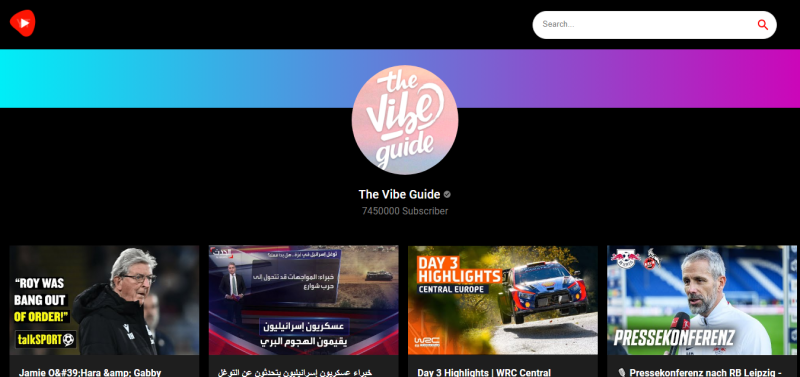 Search...
the
Vibe
guide
The Vibe Guide
7450000 Subscriber
"ROY WAS
BANG OUT
OF ORDER!"
talkSPORT
خبراء: المواجهات قد تتحول إلى
حرب شوارع
عسكريون إسرائيليون
يقيمون الهجوم البري
DAY 3
HIGHLIGHTS
CENTRAL EUROPE
WRC
PRESSEKONFERENZ
Jamie O&#39;Hara &amp; Gabby
خبراء عسكريون إسرائيليون يتحدثون عن التوغل
Day 3 Highlights | WRC Central
🎙️ Pressekonferenz nach RB Leipzig -